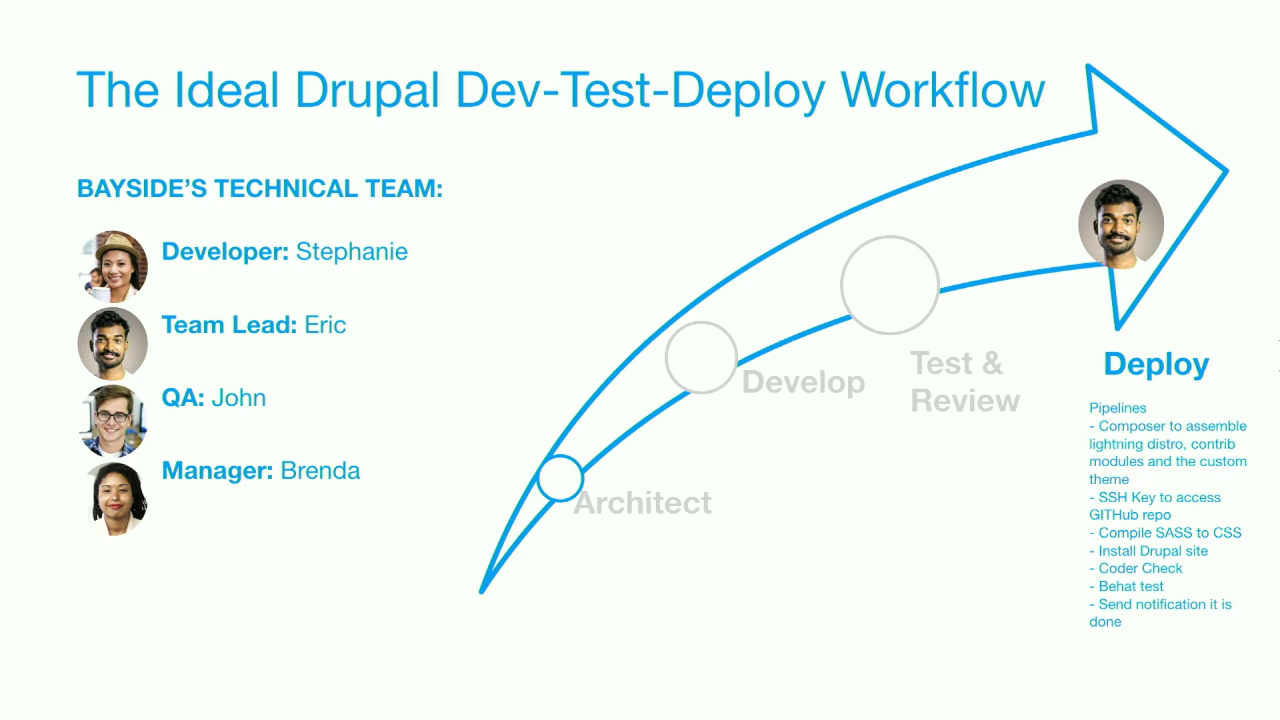 The Ideal Drupal Dev-Test-Deploy Workflow
BAYSIDE'S TECHNICAL TEAM:
Developer: Stephanie
Team Lead: Eric
QA: John
Manager: Brenda
Architect
Develop
Test &
Review
Deploy
Pipelines
- Composer to assemble
lightning distro, contrib
modules and the custom
theme
- SSH Key to access
GITHub repo
- Compile SASS to CSS
- Install Drupal site
- Coder Check
- Behat test
- Send notification it is
done